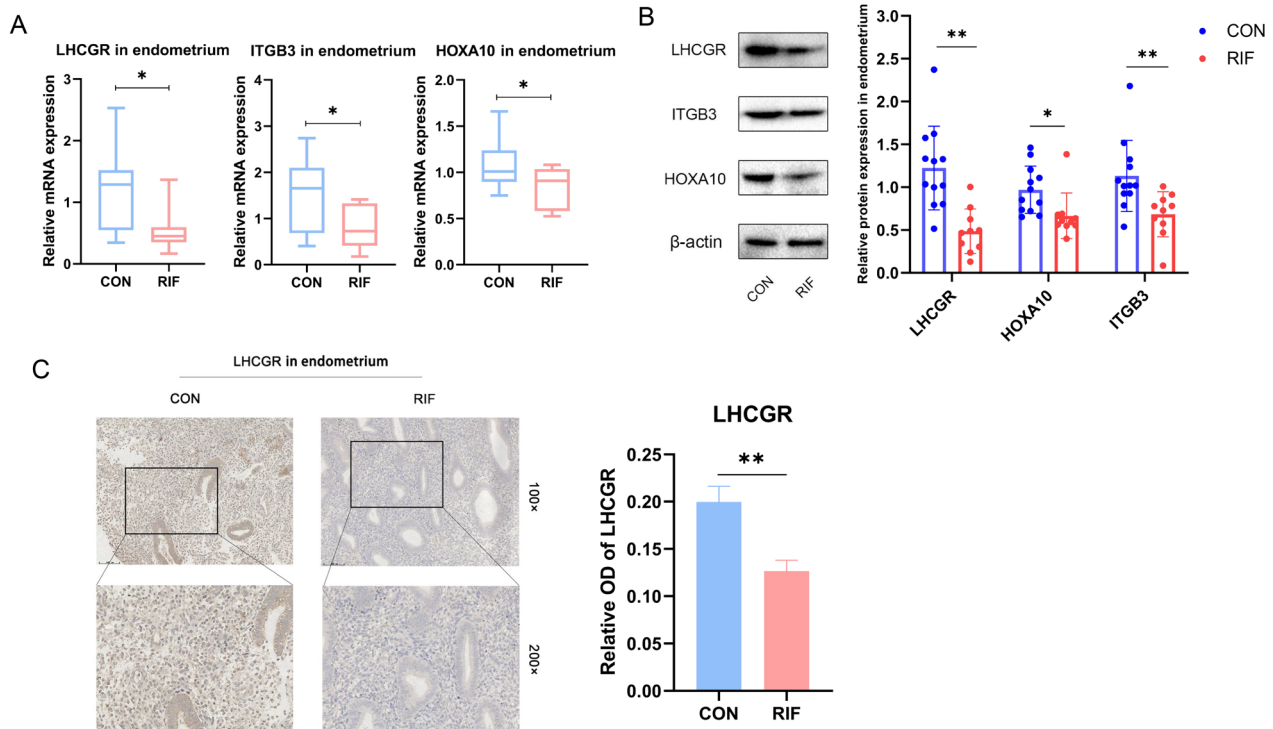 A
LHCGR in endometrium
Relative mRNA expression
3
2
1
0
*
CON
RIF
ITGB3 in endometrium
Relative mRNA expression
4
3
2
1
0
*
CON
RIF
HOXA10 in endometrium
Relative mRNA expression
2.0
1.5
1.0
0.5
0.0
*
CON
RIF
B
LHCGR
ITGB3
HOXA10
β-actin
CON
RIF
Relative protein expression in endometrium
3.0
2.5
2.0
1.5
1.0
0.5
0.0
**
*
**
LHCGR
HOXA10
ITGB3
CON
RIF
C
LHCGR in endometrium
CON
RIF
100×
200×
LHCGR
Relative OD of LHCGR
0.25
0.20
0.15
0.10
0.05
0.00
**
CON
RIF